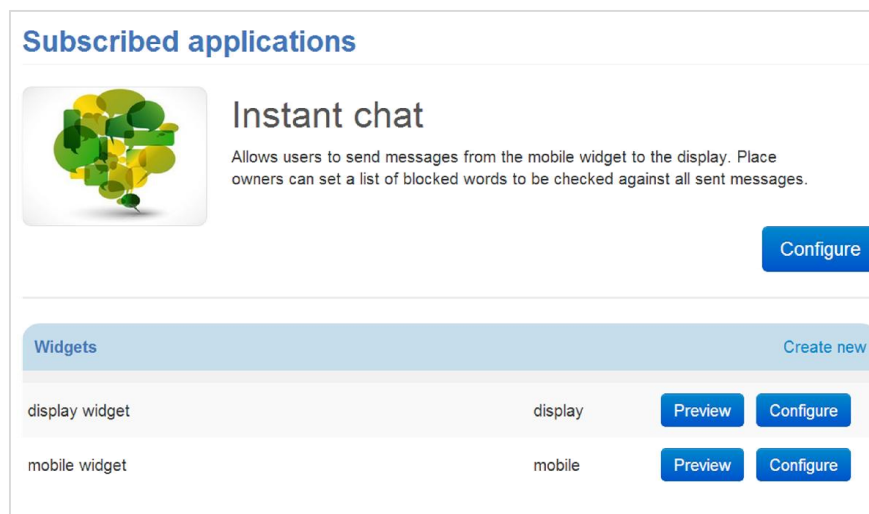 Subscribed applications
Instant chat
Allows users to send messages from the mobile widget to the display. Place
owners can set a list of blocked words to be checked against all sent messages.
Configure
Widgets Create new
display widget display Preview Configure
mobile widget mobile Preview Configure